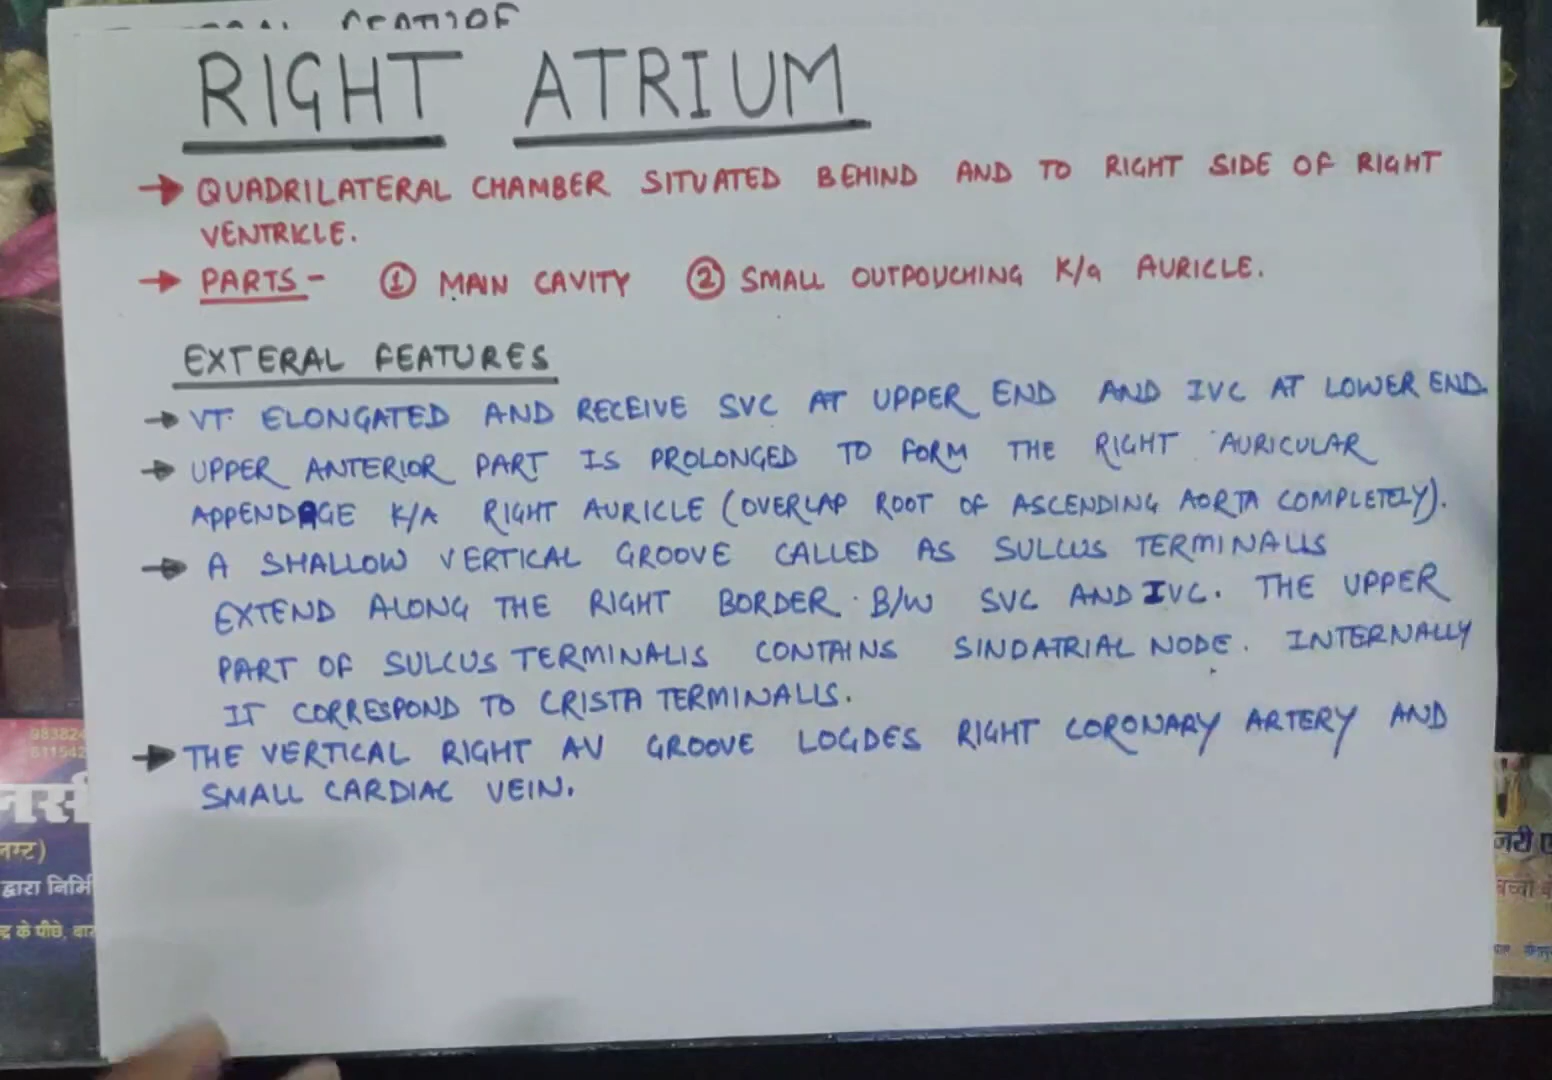 RIGHT ATRIUM
→ QUADRILATERAL CHAMBER SITUATED BEHIND AND TO RIGHT SIDE OF RIGHT
VENTRICLE.
→ PARTS - ① MAIN CAVITY ② SMALL OUTPOUCHING K/a AURICLE.
EXTERAL FEATURES
→ VT. ELONGATED AND RECEIVE SVC AT UPPER END AND IVC AT LOWER END.
→ UPPER ANTERIOR PART IS PROLONGED TO FORM THE RIGHT AURICULAR
APPENDAGE K/A RIGHT AURICLE (OVERLAP ROOT OF ASCENDING AORTA COMPLETELY).
→ A SHALLOW VERTICAL GROOVE CALLED AS SULCUS TERMINALIS
EXTEND ALONG THE RIGHT BORDER B/W SVC AND IVC. THE UPPER
PART OF SULCUS TERMINALIS CONTAINS SINOATRIAL NODE. INTERNALLY
IT CORRESPOND TO CRISTA TERMINALIS.
→ THE VERTICAL RIGHT AV GROOVE LOGDES RIGHT CORONARY ARTERY AND
SMALL CARDIAC VEIN.
द्वारा
के पीछे,